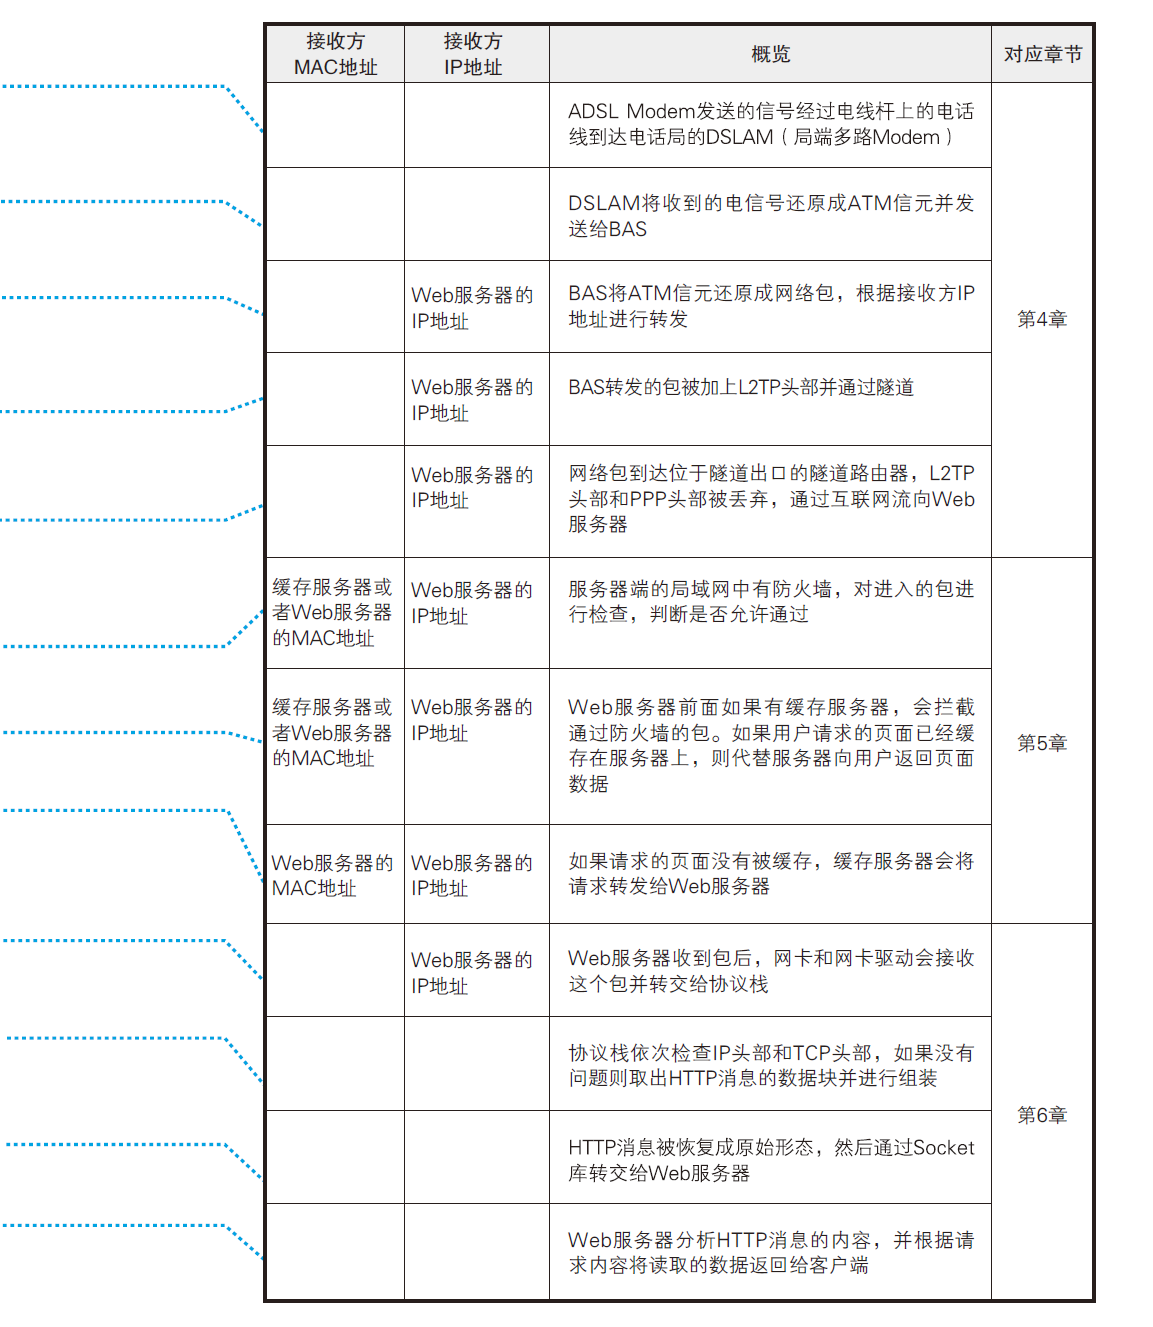 接收方
MAC地址
接收方
IP地址
概览
对应章节
ADSL Modem发送的信号经过电线杆上的电话
线到达电话局的DSLAM（局端多路Modem）
DSLAM将收到的电信号还原成ATM信元并发
送给BAS
Web服务器的
IP地址
BAS将ATM信元还原成网络包，根据接收方IP
地址进行转发
第4章
Web服务器的
IP地址
BAS转发的包被加上L2TP头部并通过隧道
Web服务器的
IP地址
网络包到达位于隧道出口的隧道路由器，L2TP
头部和PPP头部被丢弃，通过互联网流向Web
服务器
缓存服务器或
者Web服务器
的MAC地址
Web服务器的
IP地址
服务器端的局域网中有防火墙，对进入的包进
行检查，判断是否允许通过
缓存服务器或
者Web服务器
的MAC地址
Web服务器的
IP地址
Web服务器前面如果有缓存服务器，会拦截
通过防火墙的包。如果用户请求的页面已经缓
存在服务器上，则代替服务器向用户返回页面
数据
第5章
Web服务器的
MAC地址
Web服务器的
IP地址
如果请求的页面没有被缓存，缓存服务器会将
请求转发给Web服务器
Web服务器的
IP地址
Web服务器收到包后，网卡和网卡驱动会接收
这个包并转交给协议栈
协议栈依次检查IP头部和TCP头部，如果没有
问题则取出HTTP消息的数据块并进行组装
第6章
HTTP消息被恢复成原始形态，然后通过Socket
库转交给Web服务器
Web服务器分析HTTP消息的内容，并根据请
求内容将读取的数据返回给客户端